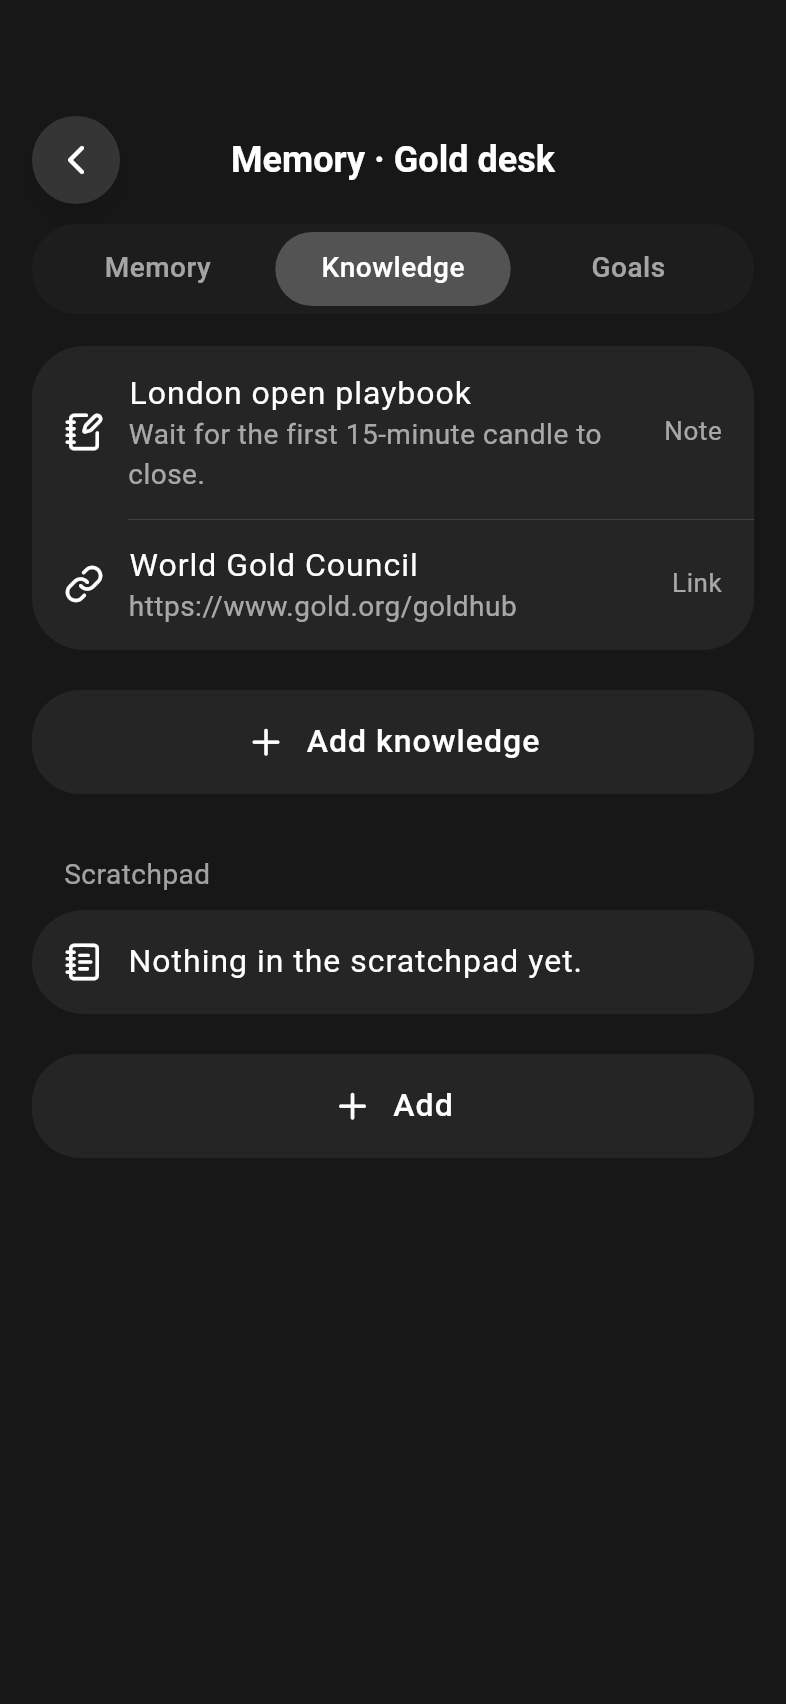 Memory · Gold desk
Memory
Knowledge
Goals
London open playbook
Wait for the first 15-minute candle to
close.
Note
World Gold Council
https://www.gold.org/goldhub
Link
Add knowledge
Scratchpad
Nothing in the scratchpad yet.
Add